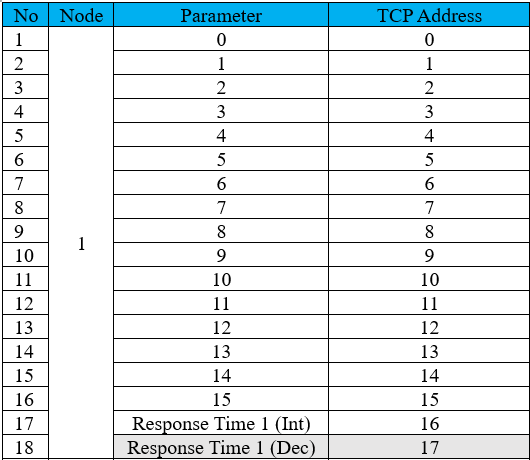 No Node Parameter TCP Address
1 0 0
2 1 1
3 2 2
4 3 3
5 4 4
6 5 5
7 6 6
8 7 7
9 8 8
1
10 9 9
11 10 10
12 11 11
13 12 12
14 13 13
15 14 14
16 15 15
17 Response Time 1 (Int) 16
18 Response Time 1 (Dec) 17